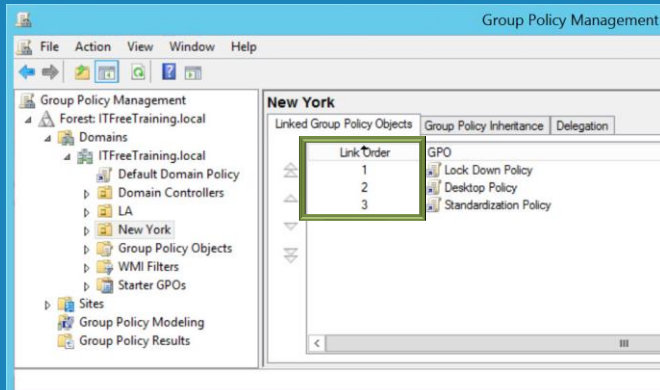 Group Policy Management
File Action View Window Help
Group Policy Management
Forest: ITFreeTraining.local
Domains
ITFreeTraining.local
Default Domain Policy
Domain Controllers
LA
New York
Group Policy Objects
WMI Filters
Starter GPOs
Sites
Group Policy Modeling
Group Policy Results
New York
Linked Group Policy Objects Group Policy Inheritance Delegation
Link Order GPO
1 Lock Down Policy
2 Desktop Policy
3 Standardization Policy